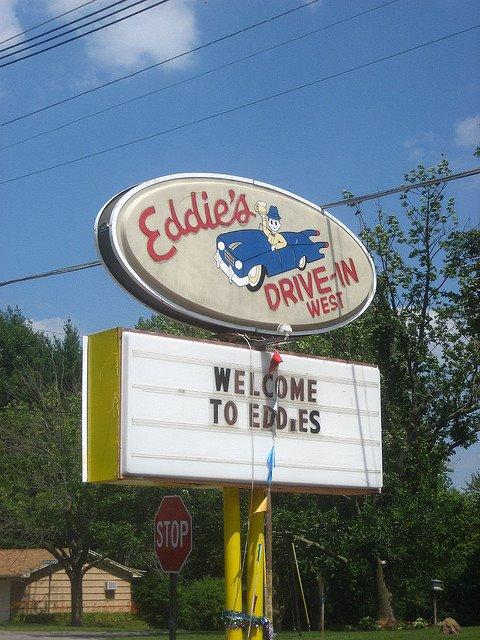 Eddie's
DRIVE-IN
WEST
WELCOME
TO EDD.ES
STOP